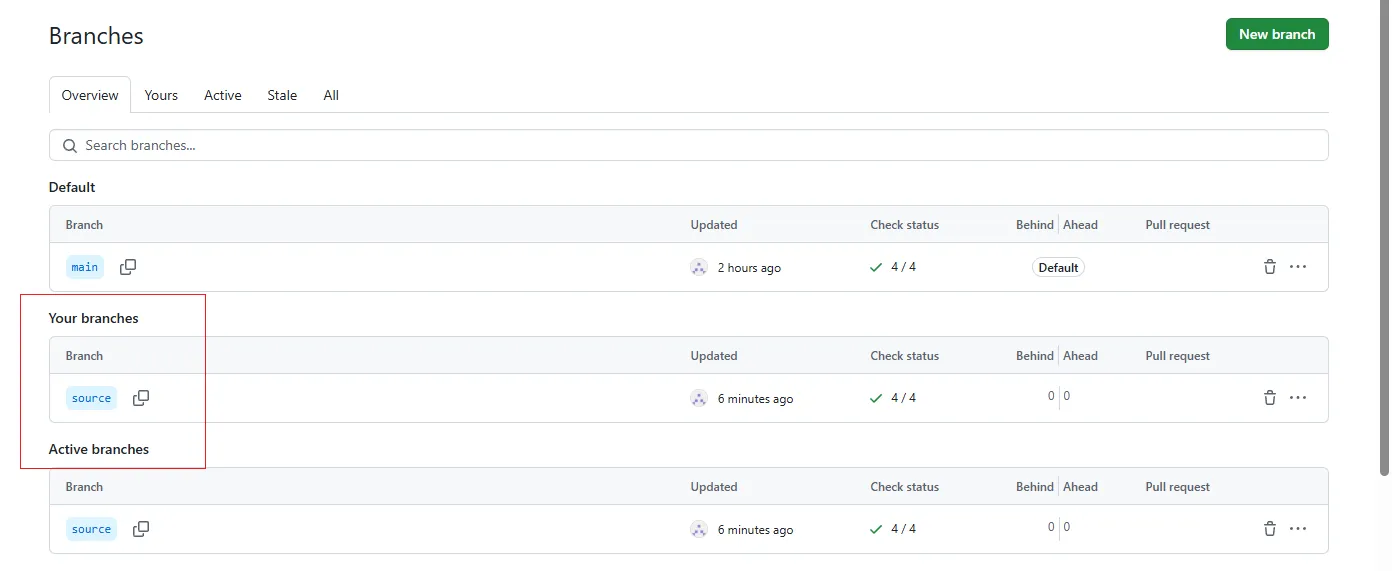 Branches
New branch
Overview Yours Active Stale All
Search branches...
Default
Branch Updated Check status Behind Ahead Pull request
main 2 hours ago 4 / 4 Default
Your branches
Branch Updated Check status Behind Ahead Pull request
source 6 minutes ago 4 / 4 0 0
Active branches
Branch Updated Check status Behind Ahead Pull request
source 6 minutes ago 4 / 4 0 0